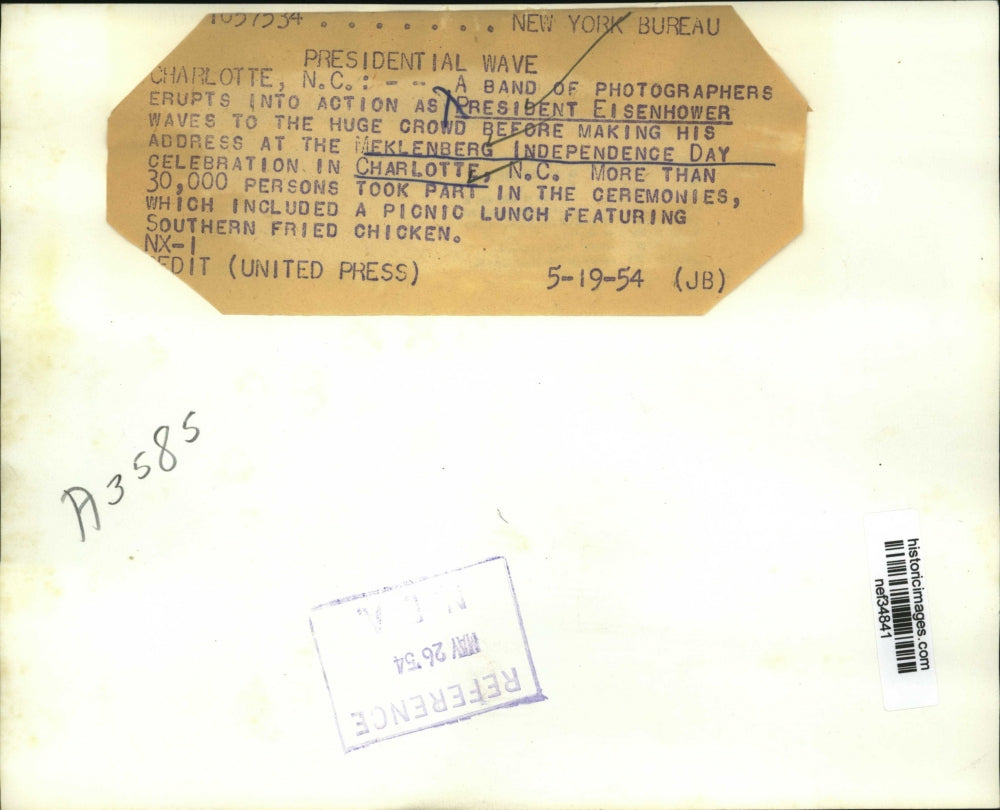 1057534 . . . . . . . NEW YORK BUREAU
PRESIDENTIAL WAVE
CHARLOTTE, N.C.: - -. A BAND OF PHOTOGRAPHERS
ERUPTS INTO ACTION AS PRESIDENT EISENHOWER
WAVES TO THE HUGE CROWD BEFORE MAKING HIS
ADDRESS AT THE MEKLENBERG INDEPENDENCE DAY
CELEBRATION IN CHARLOTTE, N.C. MORE THAN
30,000 PERSONS TOOK PART IN THE CEREMONIES,
WHICH INCLUDED A PICNIC LUNCH FEATURING
SOUTHERN FRIED CHICKEN.
NX-1
EDIT (UNITED PRESS) 5-19-54 (JB)
A3585
historicimages.com
nef34841
REFERENCE
MAY 26'54
N. E. A.